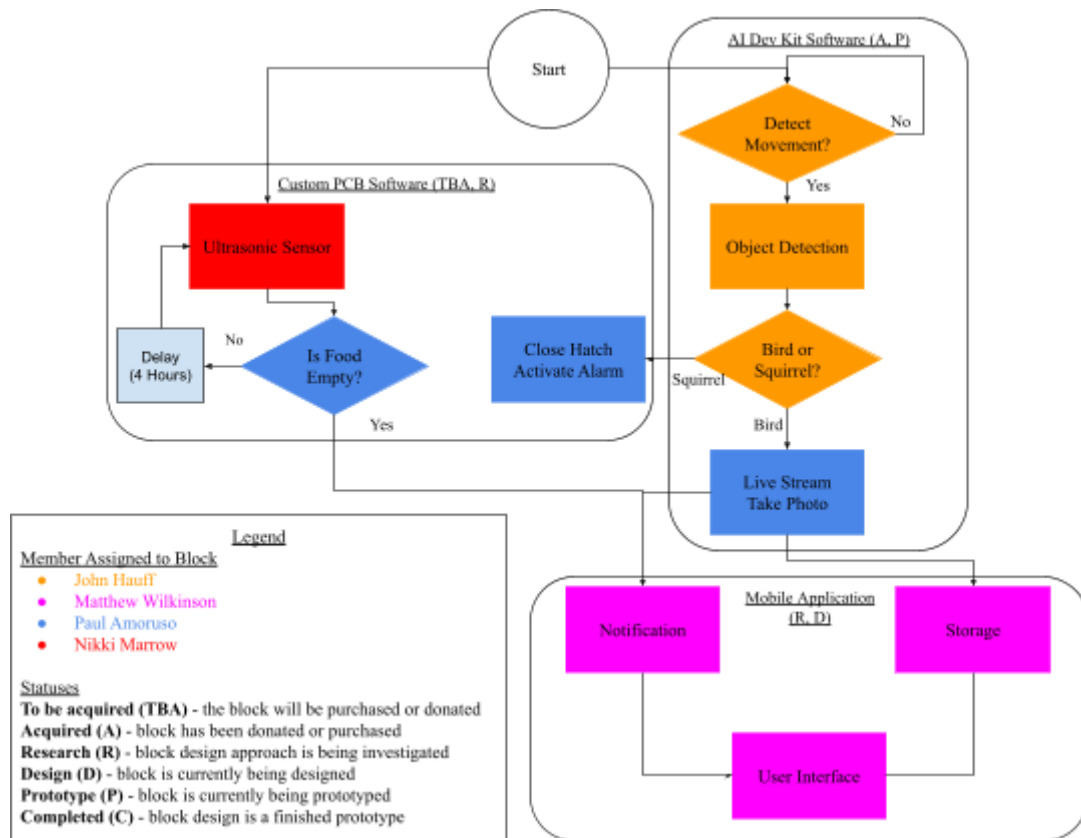 Start
AI Dev Kit Software (A, P)
Detect
Movement?
No
Yes
Custom PCB Software (TBA, R)
Ultrasonic Sensor
Object Detection
No
Delay
(4 Hours)
Is Food
Empty?
Close Hatch
Activate Alarm
Squirrel
Bird or
Squirrel?
Yes
Bird
Live Stream
Take Photo
Legend
Member Assigned to Block
● John Hauff
● Matthew Wilkinson
● Paul Amoruso
● Nikki Marrow
Statuses
To be acquired (TBA) - the block will be purchased or donated
Acquired (A) - block has been donated or purchased
Research (R) - block design approach is being investigated
Design (D) - block is currently being designed
Prototype (P) - block is currently being prototyped
Completed (C) - block design is a finished prototype
Mobile Application
(R, D)
Notification
Storage
User Interface